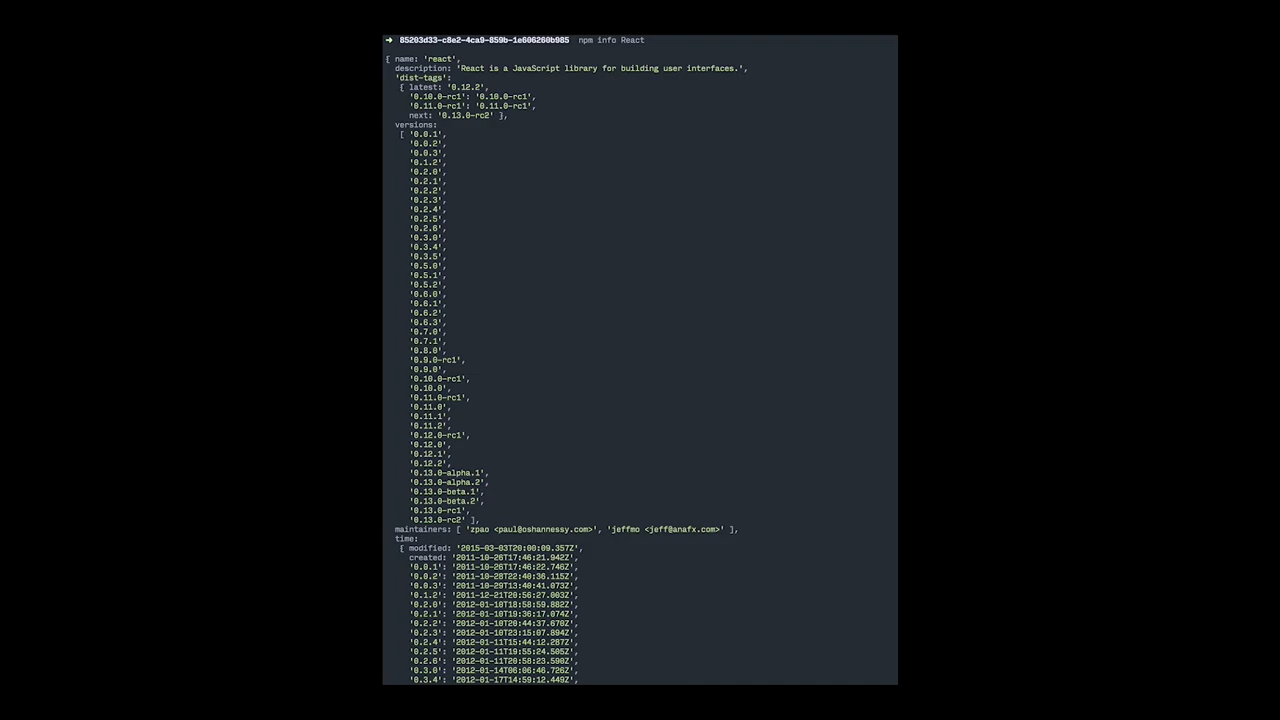 ➜ 85203d33-c8e2-4ca9-859b-1e606260b985 npm info React
{ name: 'react',
description: 'React is a JavaScript library for building user interfaces.',
'dist-tags':
{ latest: '0.12.2',
'0.10.0-rc1': '0.10.0-rc1',
'0.11.0-rc1': '0.11.0-rc1',
next: '0.13.0-rc2' },
versions:
[ '0.0.1',
'0.0.2',
'0.0.3',
'0.1.2',
'0.2.0',
'0.2.1',
'0.2.2',
'0.2.3',
'0.2.4',
'0.2.5',
'0.2.6',
'0.3.0',
'0.3.4',
'0.3.5',
'0.5.0',
'0.5.1',
'0.5.2',
'0.6.0',
'0.6.1',
'0.6.2',
'0.6.3',
'0.7.0',
'0.7.1',
'0.8.0',
'0.9.0-rc1',
'0.9.0',
'0.10.0-rc1',
'0.10.0',
'0.11.0-rc1',
'0.11.0',
'0.11.1',
'0.11.2',
'0.12.0-rc1',
'0.12.0',
'0.12.1',
'0.12.2',
'0.13.0-alpha.1',
'0.13.0-alpha.2',
'0.13.0-beta.1',
'0.13.0-beta.2',
'0.13.0-rc1',
'0.13.0-rc2' ],
maintainers: [ 'zpao <paul@oshannessy.com>', 'jeffmo <jeff@anafx.com>' ],
time:
{ modified: '2015-03-03T20:00:09.357Z',
created: '2011-10-26T17:46:21.942Z',
'0.0.1': '2011-10-26T17:46:22.746Z',
'0.0.2': '2011-10-28T22:40:36.115Z',
'0.0.3': '2011-10-29T13:40:41.073Z',
'0.1.2': '2011-12-21T20:56:27.003Z',
'0.2.0': '2012-01-10T18:58:59.882Z',
'0.2.1': '2012-01-10T19:36:17.074Z',
'0.2.2': '2012-01-10T20:44:37.670Z',
'0.2.3': '2012-01-10T23:15:07.894Z',
'0.2.4': '2012-01-11T15:44:12.287Z',
'0.2.5': '2012-01-11T19:55:24.505Z',
'0.2.6': '2012-01-11T20:58:23.590Z',
'0.3.0': '2012-01-14T06:06:46.726Z',
'0.3.4': '2012-01-17T14:59:12.449Z',